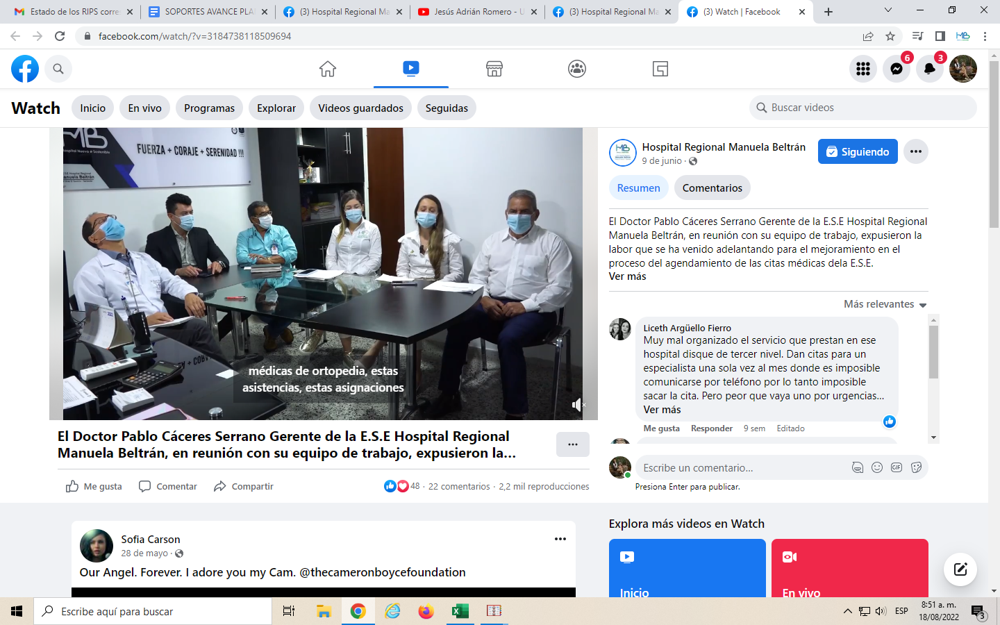 Estado de los RIPS corre
SOPORTES AVANCE PLA
(3) Hospital Regional Ma
Jesús Adrián Romero - U
(3) Hospital Regional Ma
(3) Watch | Facebook
facebook.com/watch/?v=3184738118509694
6
3
Watch
Inicio
En vivo
Programas
Explorar
Videos guardados
Seguidas
Buscar videos
MB
Hospital Nuevo e Sostenible
FUERZA + CORAJE + SERENIDAD !!!
E.S.E Hospital Regional
Manuela Beltrán
médicas de ortopedia, estas
asistencias, estas asignaciones
El Doctor Pablo Cáceres Serrano Gerente de la E.S.E Hospital Regional
Manuela Beltrán, en reunión con su equipo de trabajo, expusieron la...
Me gusta
Comentar
Compartir
48 · 22 comentarios · 2,2 mil reproducciones
Hospital Regional Manuela Beltrán
9 de junio ·
Siguiendo
Resumen
Comentarios
El Doctor Pablo Cáceres Serrano Gerente de la E.S.E Hospital Regional
Manuela Beltrán, en reunión con su equipo de trabajo, expusieron la
labor que se ha venido adelantando para el mejoramiento en el
proceso del agendamiento de las citas médicas dela E.S.E.
Ver más
Más relevantes
Liceth Argüello Fierro
Muy mal organizado el servicio que prestan en ese
hospital disque de tercer nivel. Dan citas para un
especialista una sola vez al mes donde es imposible
comunicarse por teléfono por lo tanto imposible
sacar la cita. Pero peor que vaya uno por urgencias...
Ver más
Me gusta Responder 9 sem Editado
Escribe un comentario...
GIF
Presiona Enter para publicar.
Sofia Carson
28 de mayo ·
Our Angel. Forever. I adore you my Cam. @thecameronboycefoundation
Explora más videos en Watch
Inicio
En vivo
Escribe aquí para buscar
ESP
8:51 a. m.
18/08/2022
3